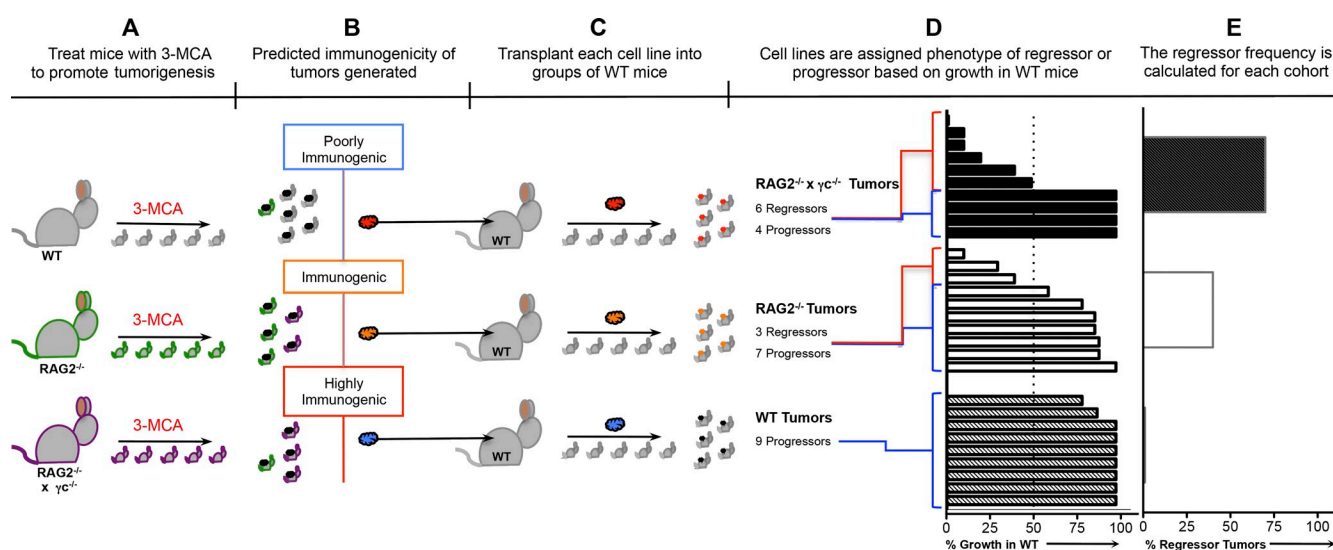 A
Treat mice with 3-MCA
to promote tumorigenesis
B
Predicted immunogenicity of
tumors generated
C
Transplant each cell line into
groups of WT mice
D
Cell lines are assigned phenotype of regressor or
progressor based on growth in WT mice
E
The regressor frequency is
calculated for each cohort
0 25 50 75 100
WT
3-MCA
RAG2-/-
3-MCA
RAG2-/-
x γc-/-
3-MCA
Poorly
Immunogenic
Immunogenic
Highly
Immunogenic
WT
WT
WT
RAG2-/- x γc-/- Tumors
6 Regressors
4 Progressors
RAG2-/- Tumors
3 Regressors
7 Progressors
WT Tumors
9 Progressors
0 25 50 75 100
% Growth in WT
0 25 50 75 100
% Regressor Tumors